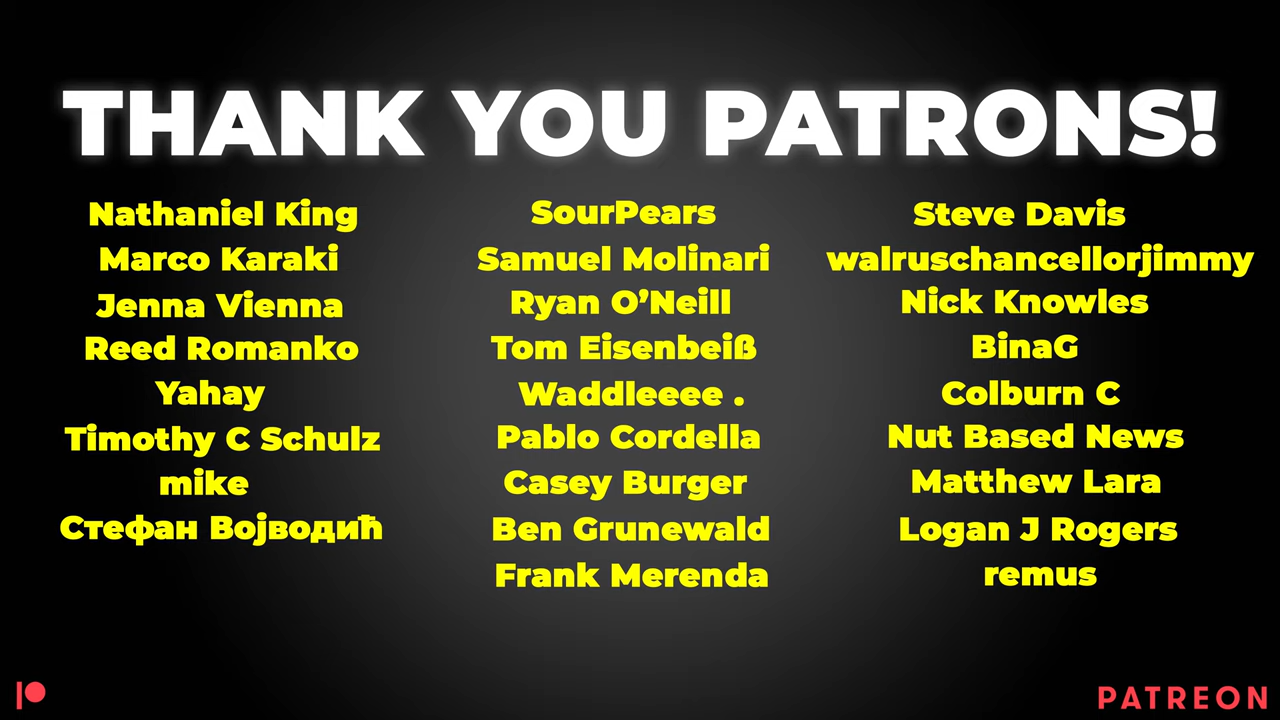 THANK YOU PATRONS!
Nathaniel King
Marco Karaki
Jenna Vienna
Reed Romanko
Yahay
Timothy C Schulz
mike
Стефан Војводић
SourPears
Samuel Molinari
Ryan O’Neill
Tom Eisenbeiß
Waddleeee .
Pablo Cordella
Casey Burger
Ben Grunewald
Frank Merenda
Steve Davis
walruschancellorjimmy
Nick Knowles
BinaG
Colburn C
Nut Based News
Matthew Lara
Logan J Rogers
remus
PATREON